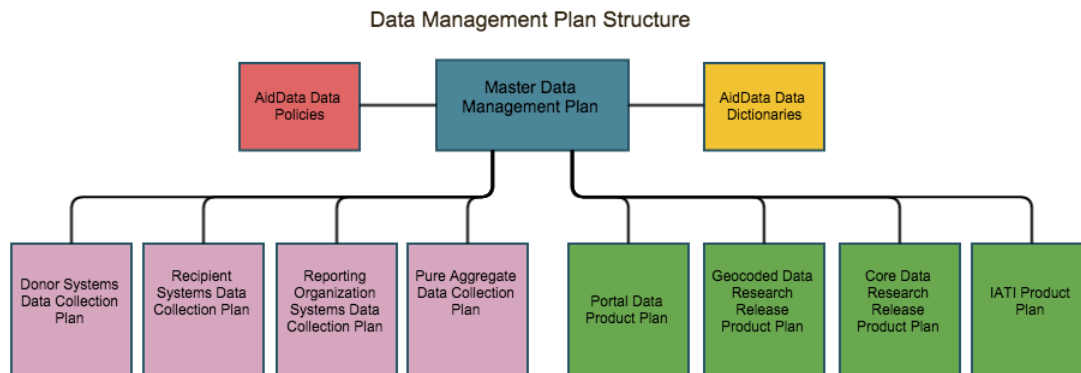 Data Management Plan Structure
AidData Data
Policies
Master Data
Management Plan
AidData Data
Dictionaries
Donor Systems
Data Collection
Plan
Recipient
Systems Data
Collection Plan
Reporting
Organization
Systems Data
Collection Plan
Pure Aggregate
Data Collection
Plan
Portal Data
Product Plan
Geocoded Data
Research
Release
Product Plan
Core Data
Research
Release
Product Plan
IATI Product
Plan